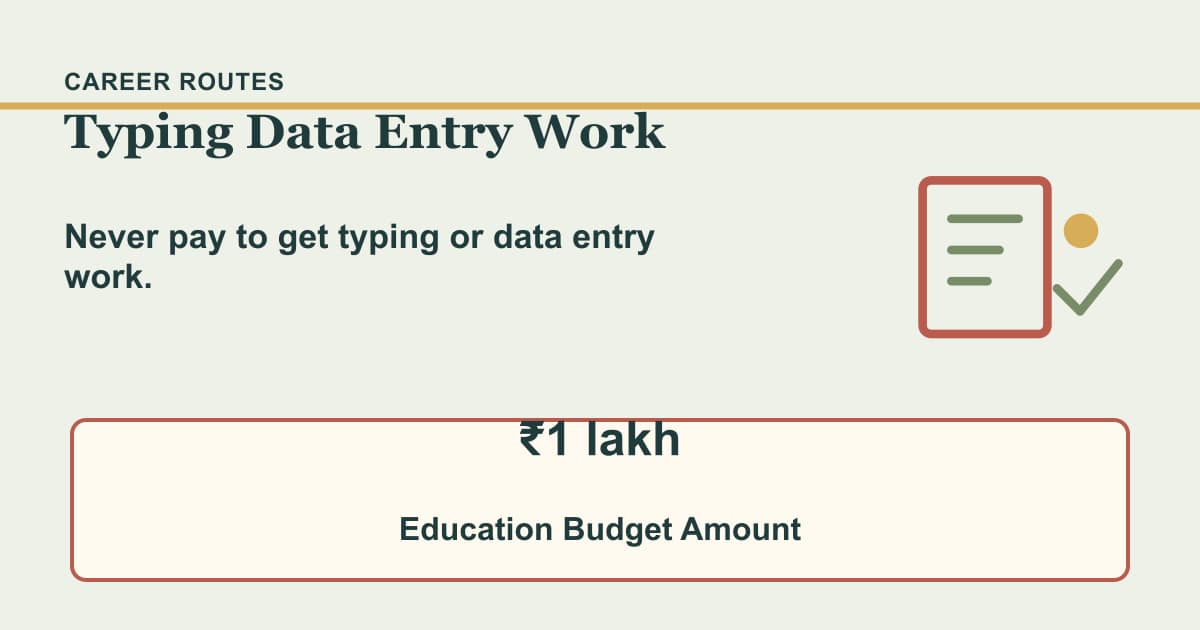 CAREER ROUTES
Typing Data Entry Work
Never pay to get typing or data entry
work.
₹1 lakh
Education Budget Amount